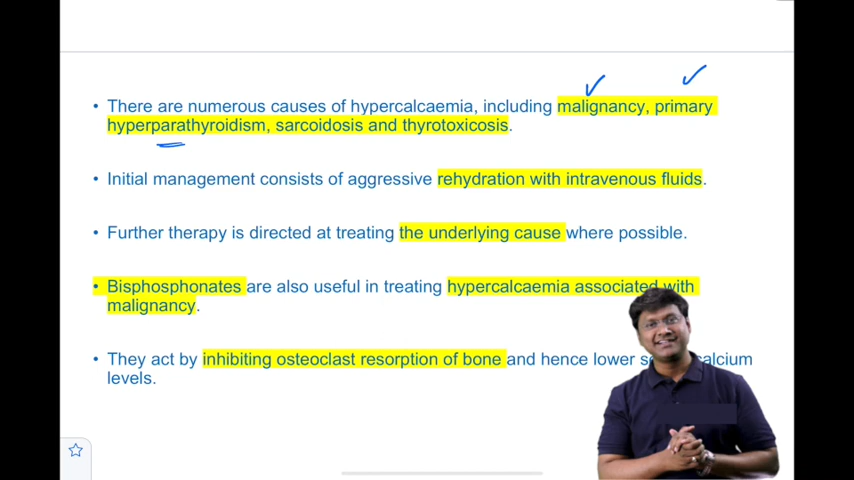 • There are numerous causes of hypercalcaemia, including malignancy, primary
hyperparathyroidism, sarcoidosis and thyrotoxicosis.
• Initial management consists of aggressive rehydration with intravenous fluids.
• Further therapy is directed at treating the underlying cause where possible.
• Bisphosphonates are also useful in treating hypercalcaemia associated with
malignancy.
• They act by inhibiting osteoclast resorption of bone and hence lower calcium
levels.